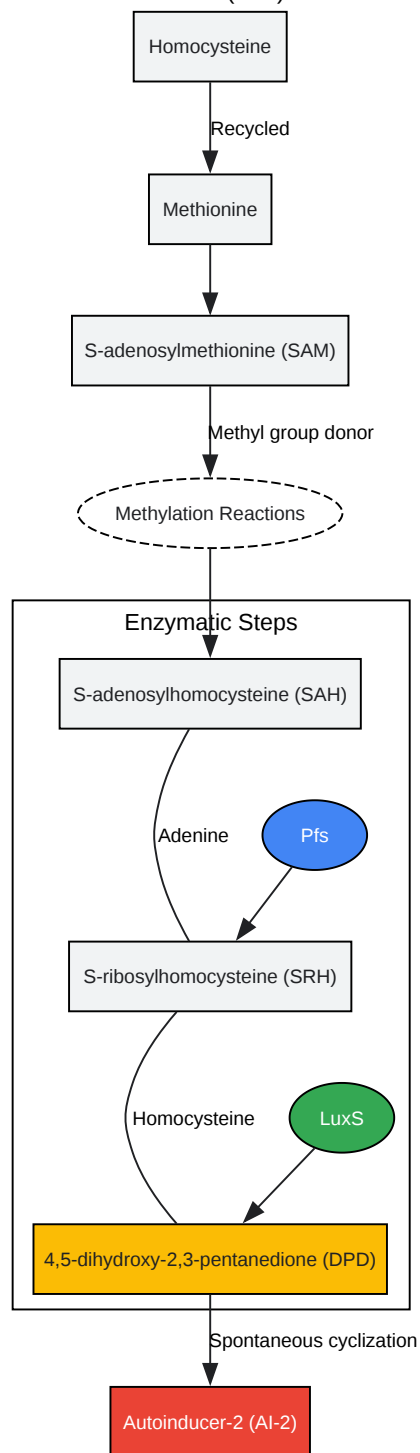 Homocysteine
Recycled
Methionine
S-adenosylmethionine (SAM)
Methyl group donor
Methylation Reactions
Enzymatic Steps
S-adenosylhomocysteine (SAH)
Adenine
Pfs
S-ribosylhomocysteine (SRH)
Homocysteine
LuxS
4,5-dihydroxy-2,3-pentanedione (DPD)
Spontaneous cyclization
Autoinducer-2 (AI-2)